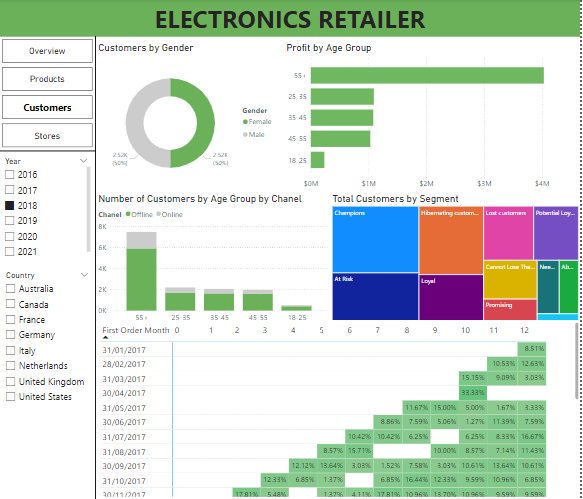 ELECTRONICS RETAILER
Overview
Products
Customers
Stores
Year
2016
2017
2018
2019
2020
2021
Country
Australia
Canada
France
Germany
Italy
Netherlands
United Kingdom
United States
Customers by Gender
Gender
Female
Male
2.52K
(50%)
2.52K
(50%)
Profit by Age Group
55+
25-35
35-45
45-55
18-25
$0M $1M $2M $3M $4M
Number of Customers by Age Group by Chanel
Chanel Offline Online
8K
6K
4K
2K
0K
55+ 25-35 35-45 45-55 18-25
Total Customers by Segment
Champions
Hibernating custom...
Lost customers
Potential Loy...
At Risk
Loyal
Cannot Lose The...
Nee...
Ab...
Promising
First Order Month 0 1 2 3 4 5 6 7 8 9 10 11 12
31/01/2017 8.51%
28/02/2017 10.53% 12.63%
31/03/2017 15.15% 9.09% 3.03%
30/04/2017 33.33%
31/05/2017 11.67% 15.00% 5.00% 1.67% 3.33%
30/06/2017 8.86% 7.59% 5.06% 1.27% 11.39% 7.59%
31/07/2017 10.42% 10.42% 6.25% 6.25% 8.33% 16.67%
31/08/2017 8.57% 15.71% 10.00% 8.57% 7.14% 11.43%
30/09/2017 12.12% 13.64% 3.03% 1.52% 7.58% 3.03% 10.61% 13.64% 10.61%
31/10/2017 12.33% 6.85% 1.37% 6.85% 16.44% 12.33% 9.59% 10.96% 6.85%
30/11/2017 17.81% 5.48% 1.37% 4.11% 17.81% 10.96% 13.70% 10.96% 9.59%